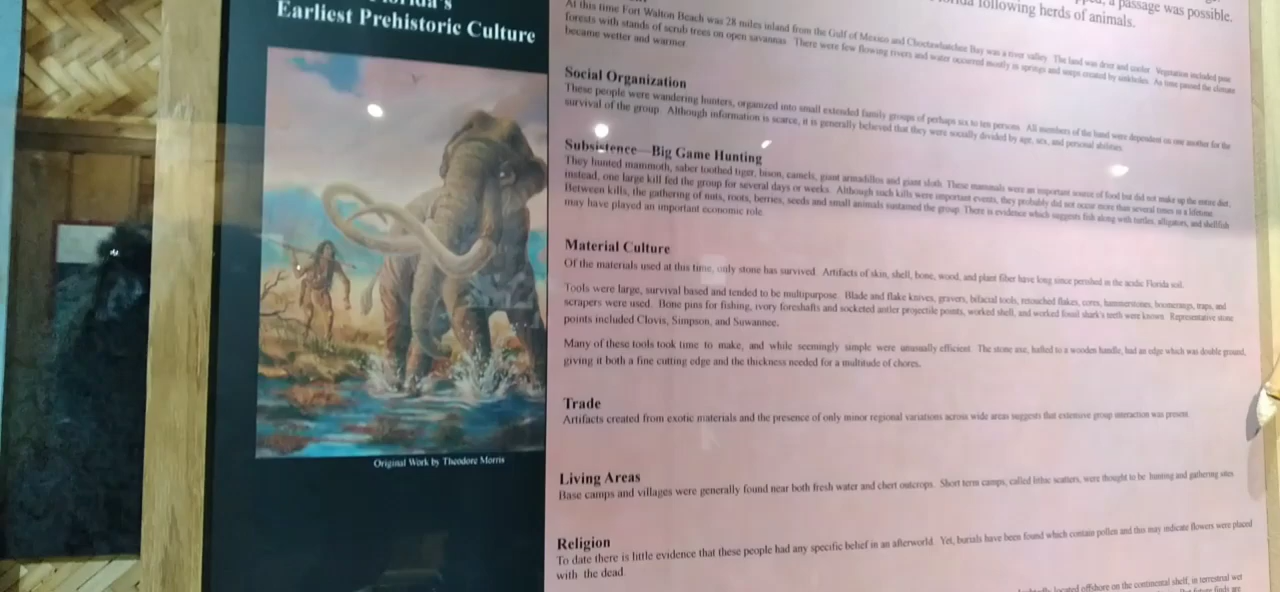 Earliest Prehistoric Culture
Original Work by Theodore Morris
a passage was possible.
following herds of animals.
At this time Fort Walton Beach was 28 miles inland from the Gulf of Mexico and Choctawhatchee Bay was a river valley. The land was drier and cooler. Vegetation included pine
forests with stands of scrub trees on open savannas. There were few flowing rivers and water occurred mostly in springs and seeps created by sinkholes. As time passed the climate
became wetter and warmer.
Social Organization
These people were wandering hunters, organized into small extended family groups of perhaps six to ten persons. All members of the band were dependent on one another for the
survival of the group. Although information is scarce, it is generally believed that they were socially divided by age, sex, and personal abilities.
Subsistence—Big Game Hunting
They hunted mammoth, saber toothed tiger, bison, camels, giant armadillos and giant sloth. These mammals were an important source of food but did not make up the entire diet,
instead, one large kill fed the group for several days or weeks. Although such kills were important events, they probably did not occur more than several times in a lifetime.
Between kills, the gathering of nuts, roots, berries, seeds and small animals sustained the group. There is evidence which suggests fish along with turtles, alligators, and shellfish
may have played an important economic role.
Material Culture
Of the materials used at this time, only stone has survived. Artifacts of skin, shell, bone, wood, and plant fiber have long since perished in the acidic Florida soil.
Tools were large, survival based and tended to be multipurpose. Blade and flake knives, gravers, bifacial tools, retouched flakes, cores, hammerstones, boomerangs, traps, and
scrapers were used. Bone pins for fishing, ivory foreshafts and socketed antler projectile points, worked shell, and worked fossil shark's teeth were known. Representative stone
points included Clovis, Simpson, and Suwannee.
Many of these tools took time to make, and while seemingly simple were unusually efficient. The stone axe, hafted to a wooden handle, had an edge which was double ground,
giving it both a fine cutting edge and the thickness needed for a multitude of chores.
Trade
Artifacts created from exotic materials and the presence of only minor regional variations across wide areas suggests that extensive group interaction was present.
Living Areas
Base camps and villages were generally found near both fresh water and chert outcrops. Short term camps, called lithic scatters, were thought to be hunting and gathering sites
Religion
To date there is little evidence that these people had any specific belief in an afterworld. Yet, burials have been found which contain pollen and this may indicate flowers were placed
with the dead.
located offshore on the continental shelf, in terrestrial wet
future finds are